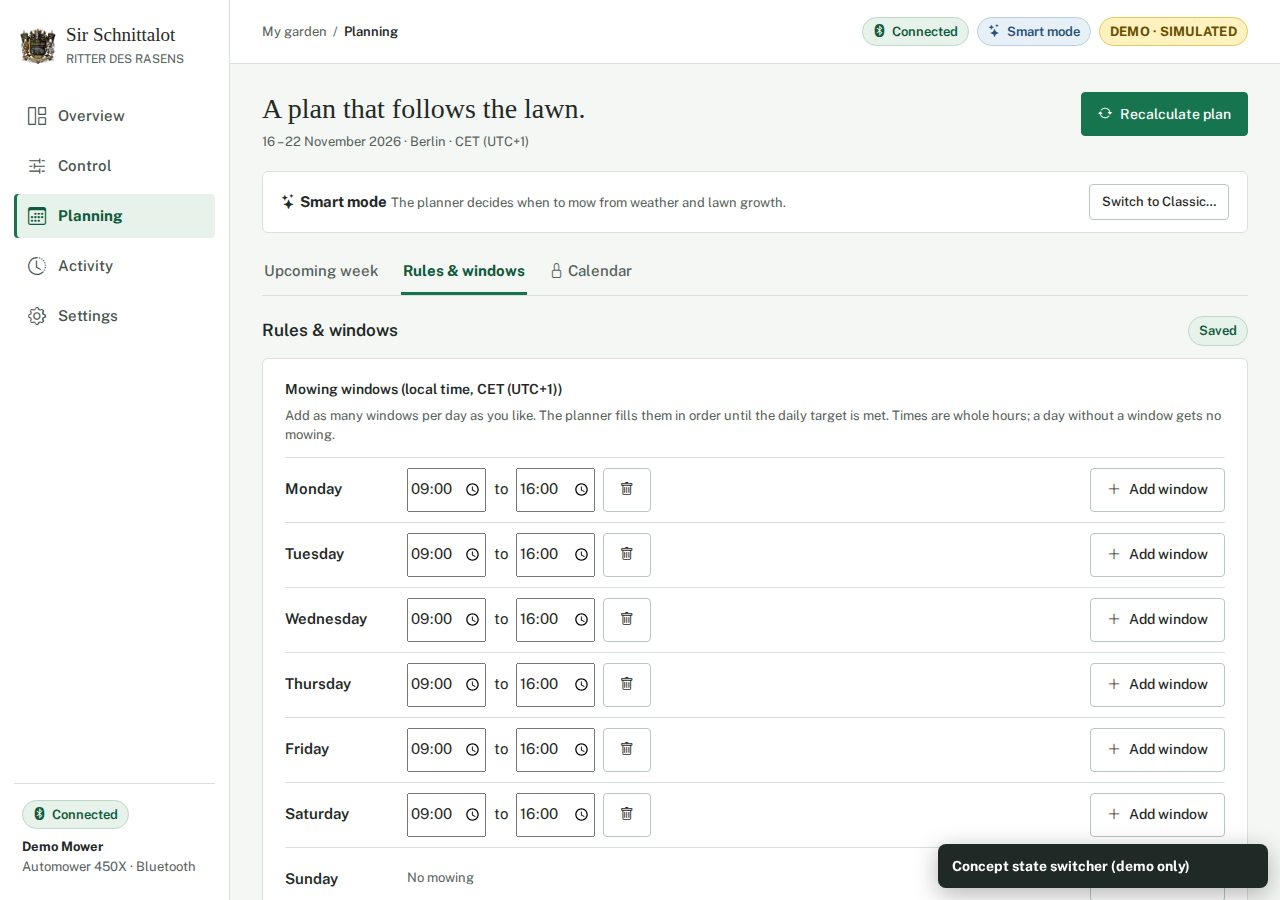 Sir Schnittalot
RITTER DES RASENS
Overview
Control
Planning
Activity
Settings
Connected
Demo Mower
Automower 450X · Bluetooth
My garden / Planning
Connected
Smart mode
DEMO · SIMULATED
A plan that follows the lawn.
16–22 November 2026 · Berlin · CET (UTC+1)
Recalculate plan
Smart mode The planner decides when to mow from weather and lawn growth.
Switch to Classic...
Upcoming week
Rules & windows
Calendar
Rules & windows
Saved
Mowing windows (local time, CET (UTC+1))
Add as many windows per day as you like. The planner fills them in order until the daily target is met. Times are whole hours; a day without a window gets no
mowing.
Monday 09:00 to 16:00 + Add window
Tuesday 09:00 to 16:00 + Add window
Wednesday 09:00 to 16:00 + Add window
Thursday 09:00 to 16:00 + Add window
Friday 09:00 to 16:00 + Add window
Saturday 09:00 to 16:00 + Add window
Sunday No mowing
Concept state switcher (demo only)